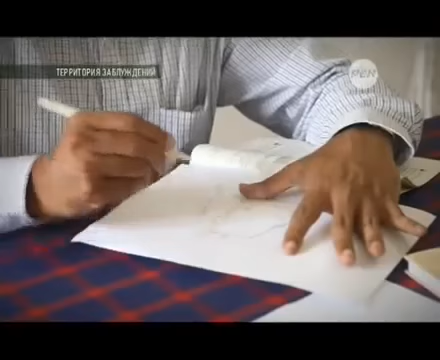 ТЕРРИТОРИЯ ЗАБЛУЖДЕНИЙ
РЕН